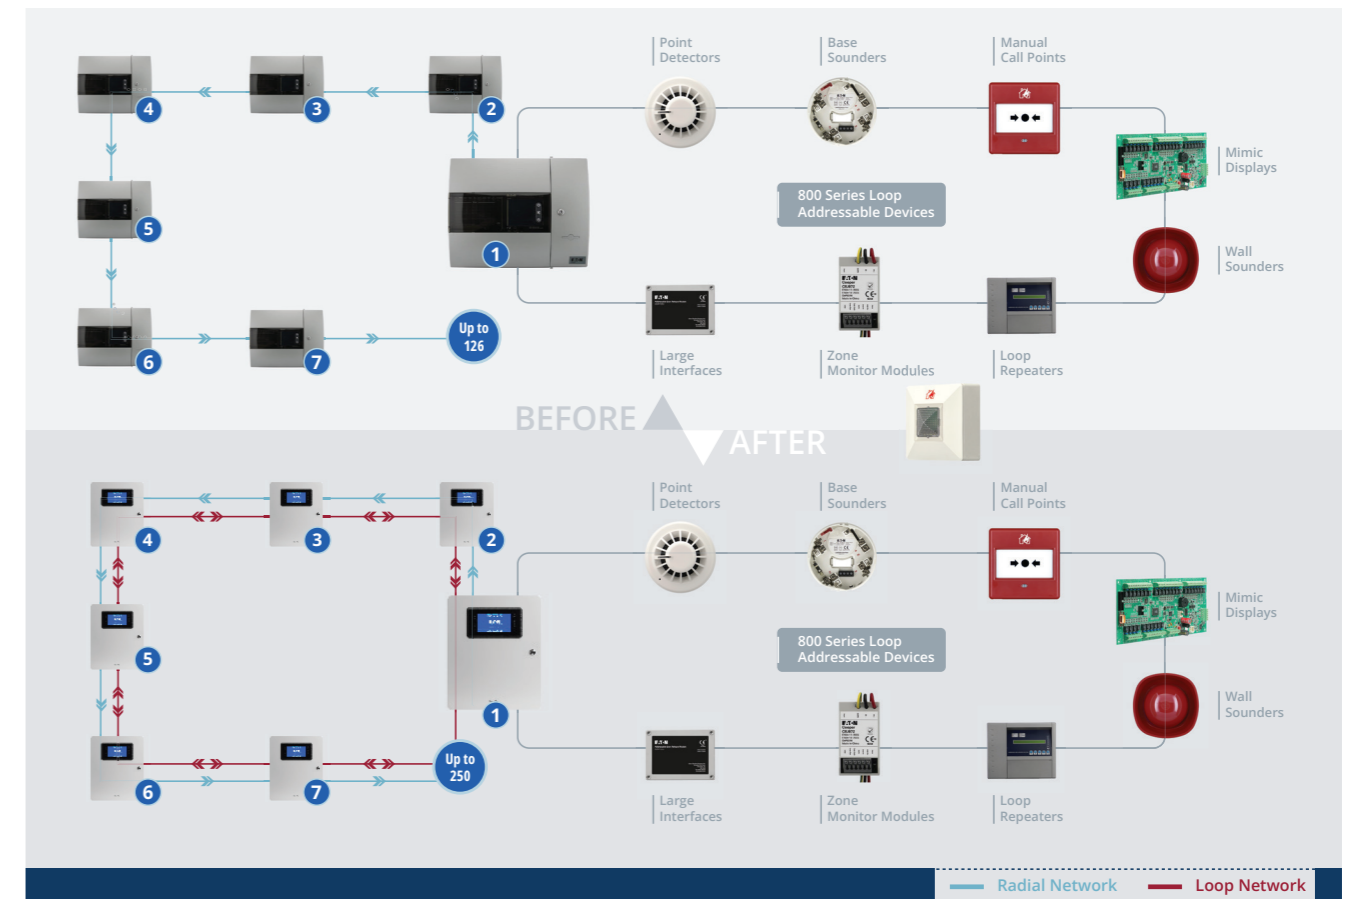 Point
Detectors
Base
Sounders
Manual
Call Points
4
3
2
Mimic
Displays
800 Series Loop
Addressable Devices
5
1
Wall
Sounders
EATON
Up to
126
6
7
Large
Interfaces
Zone
Monitor Modules
Loop
Repeaters
BEFORE
AFTER
Point
Detectors
Base
Sounders
Manual
Call Points
4
3
2
Mimic
Displays
800 Series Loop
Addressable Devices
5
1
Wall
Sounders
EATON
Up to
250
6
7
Large
Interfaces
Zone
Monitor Modules
Loop
Repeaters
Radial Network
Loop Network